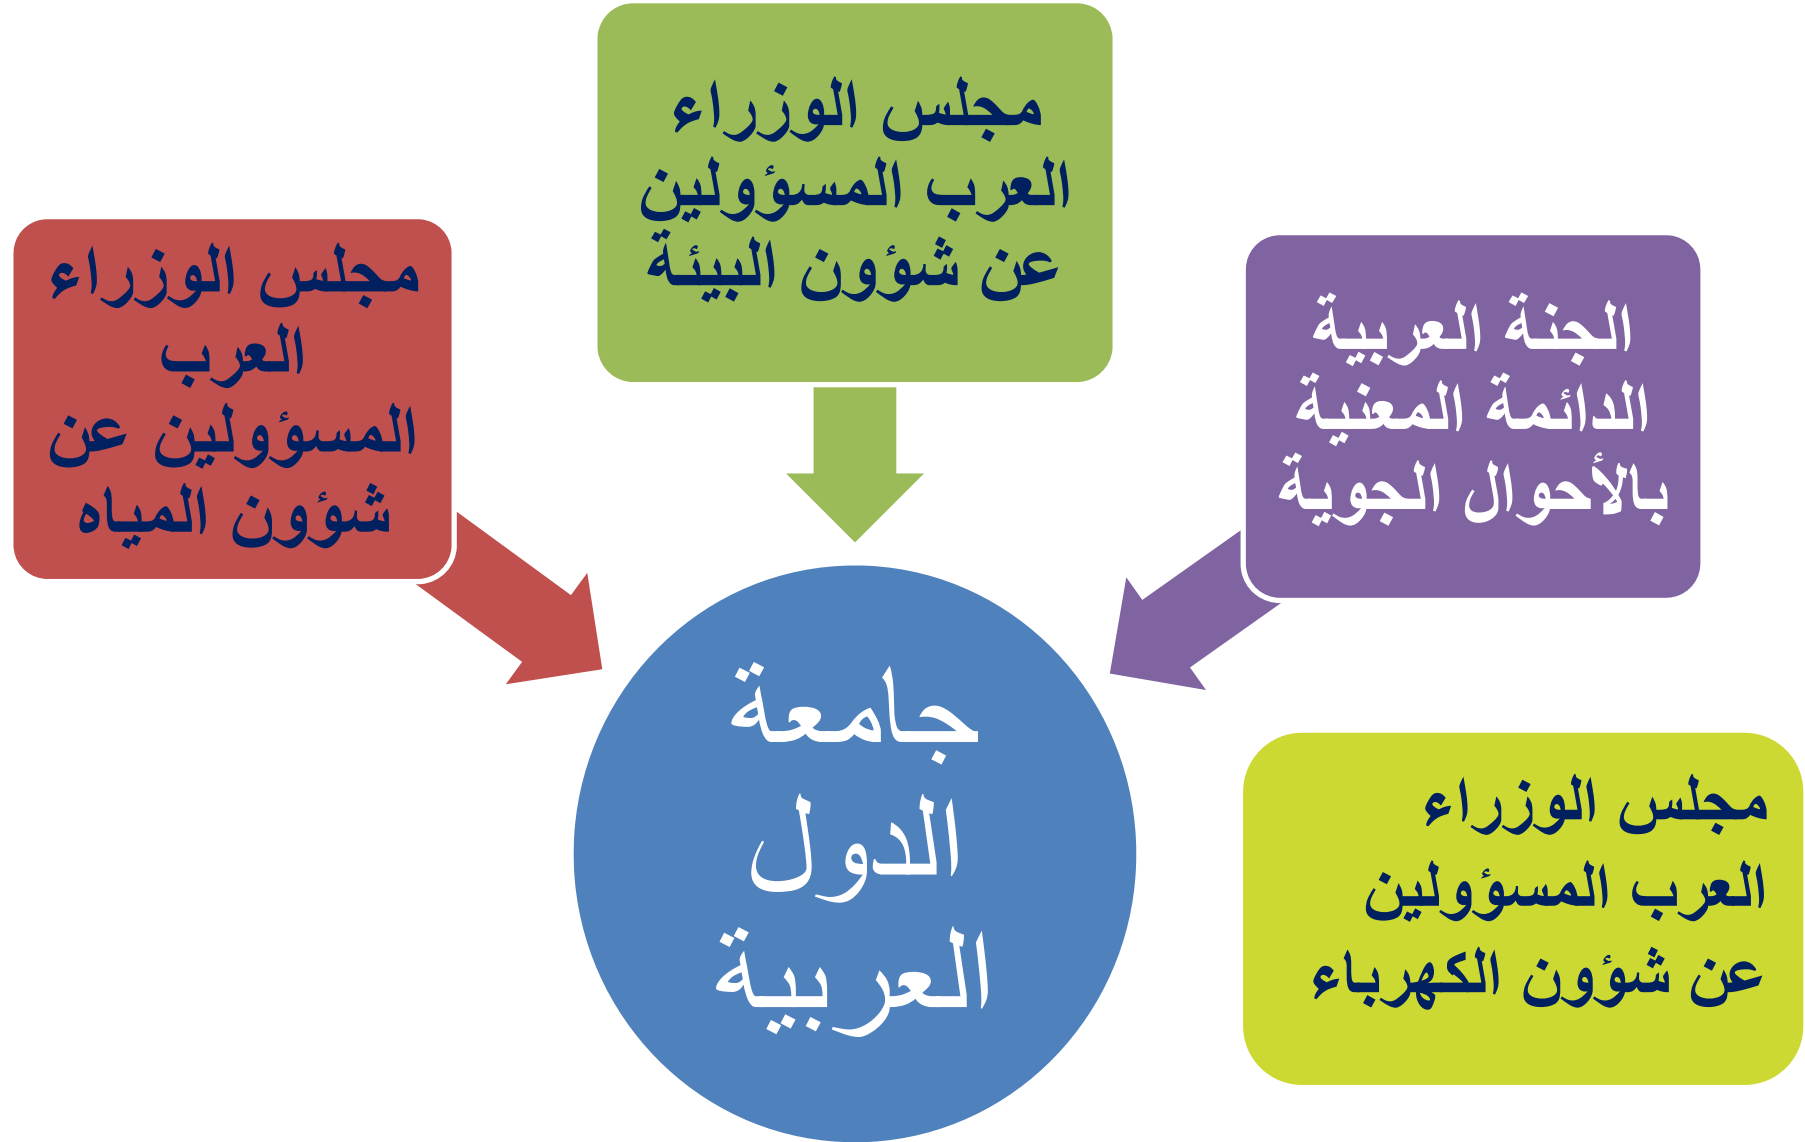 مجلس الوزراء
العرب المسؤولين
عن شؤون البيئة
الجنة العربية
الدائمة المعنية
بالأحوال الجوية
مجلس الوزراء
العرب
المسؤولين عن
شؤون المياه
جامعة
الدول
العربية
مجلس الوزراء
العرب المسؤولين
عن شؤون الكهرباء